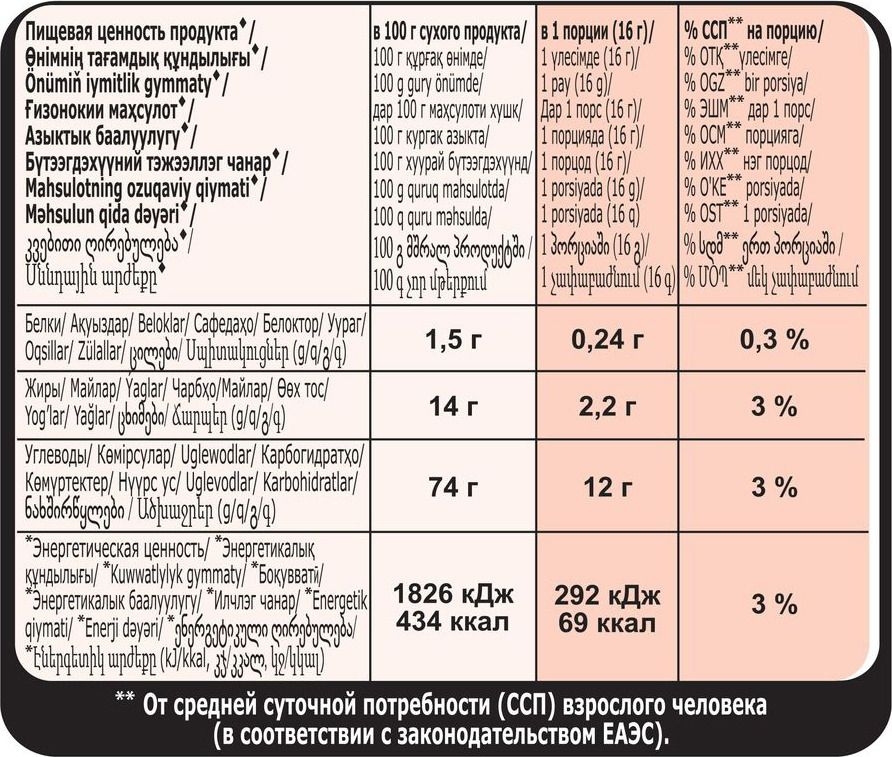 Пищевая ценность продукта♦/
Өнімнің тағамдық құндылығы♦/
Önümiň iýmitlik gymmaty♦/
Ғизонокии маҳсулот♦/
Азыктык баалуулугу♦/
Бүтээгдэхүүний тэжээллэг чанар♦/
Mahsulotning ozuqaviy qiymati♦/
Məhsulun qida dəyəri♦/
კვებითი ღირებულება♦/
Սննդային արժեքը♦
в 100 г сухого продукта/
100 г құрғақ өнімде/
100 g gury önümde/
дар 100 г маҳсулоти хушк/
100 г кургак азыкта/
100 г хуурай бүтээгдэхүүнд/
100 g quruq mahsulotda/
100 q quru məhsulda/
100 გ მშრალ პროდუქტში /
100 գ չոր մթերքում
в 1 порции (16 г)/
1 үлесімде (16 г)/
1 pay (16 g)/
Дар 1 порс (16 г)/
1 порцияда (16 г)/
1 порцод (16 г)/
1 porsiyada (16 g)/
1 porsiyada (16 q)
1 პორციაში (16 გ)/
1 չափաբաժնում (16 գ)
% ССП** на порцию/
% ОТҚ** үлесімге/
% OGZ** bir porsiya/
% ЭШМ** дар 1 порс/
% ОСМ** порцияга/
% ИХХ** нэг порцод/
% O'KE** porsiyada/
% OST** 1 porsiyada/
% სდმ** ერთ პორციაში /
% ՄՕՊ** մեկ չափաբաժնում
Белки/ Ақуыздар/ Beloklar/ Сафедаҳо/ Белоктор/ Уураг/
Oqsillar/ Zülallar/ ცილები/ Սպիտակուցներ (g/q/გ/գ)
1,5 г
0,24 г
0,3 %
Жиры/ Майлар/ Ýaglar/ Чарбҳо/Майлар/ Өөх тос/
Yog'lar/ Yağlar/ ცხიმები/ Ճարպեր (g/q/გ/գ)
14 г
2,2 г
3 %
Углеводы/ Көмірсулар/ Uglewodlar/ Карбогидратҳо/
Көмүртектер/ Нүүрс ус/ Uglevodlar/ Karbohidratlar/
ნახშირწყლები / Ածխաջրեր (g/q/გ/գ)
74 г
12 г
3 %
*Энергетическая ценность/ *Энергетикалық
құндылығы/ *Kuwwatlylyk gymmaty/ *Боқувватӣ/
*Энергетикалык баалуулугу/ *Илчлэг чанар/ *Energetik
qiymati/ *Enerji dəyəri/ *ენერგეტიკული ღირებულება/
*Էներգետիկ արժեքը (kJ/kkal, კჯ/კკალ, կջ/կկալ)
1826 кДж
434 ккал
292 кДж
69 ккал
3 %
** От средней суточной потребности (ССП) взрослого человека
(в соответствии с законодательством ЕАЭС).